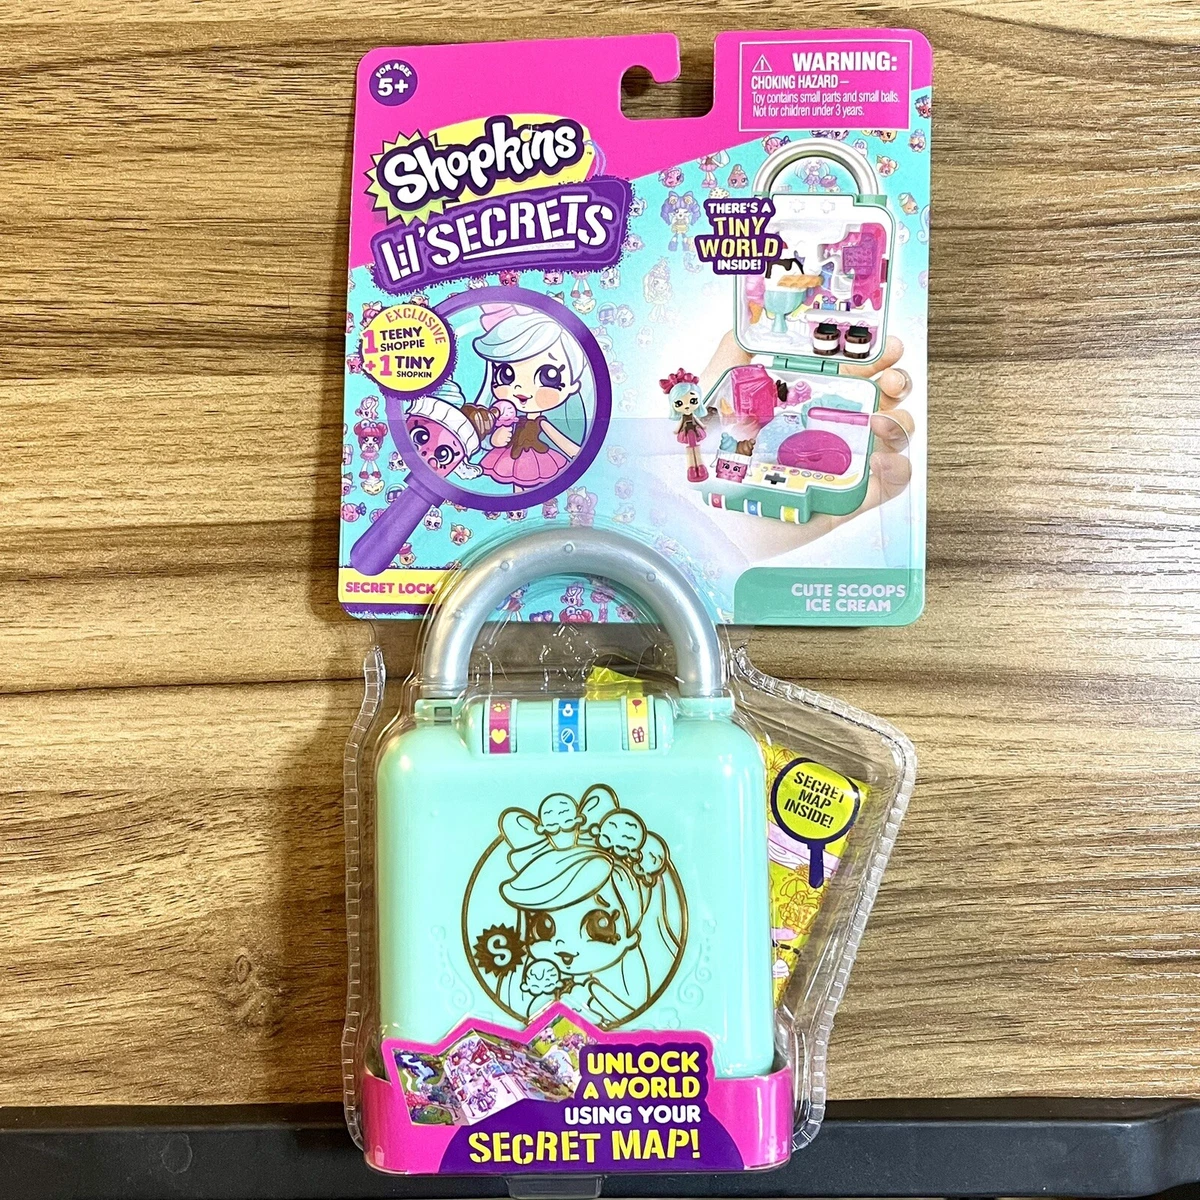 FOR AGES
5+
WARNING:
CHOKING HAZARD –
Toy contains small parts and small balls.
Not for children under 3 years.
Shopkins
Lil' SECRETS
THERE'S A
TINY
WORLD
INSIDE!
EXCLUSIVE
1 TEENY
SHOPPIE
+1 TINY
SHOPKIN
SECRET LOCK
CUTE SCOOPS
ICE CREAM
SECRET
MAP
INSIDE!
S
UNLOCK
A WORLD
USING YOUR
SECRET MAP!